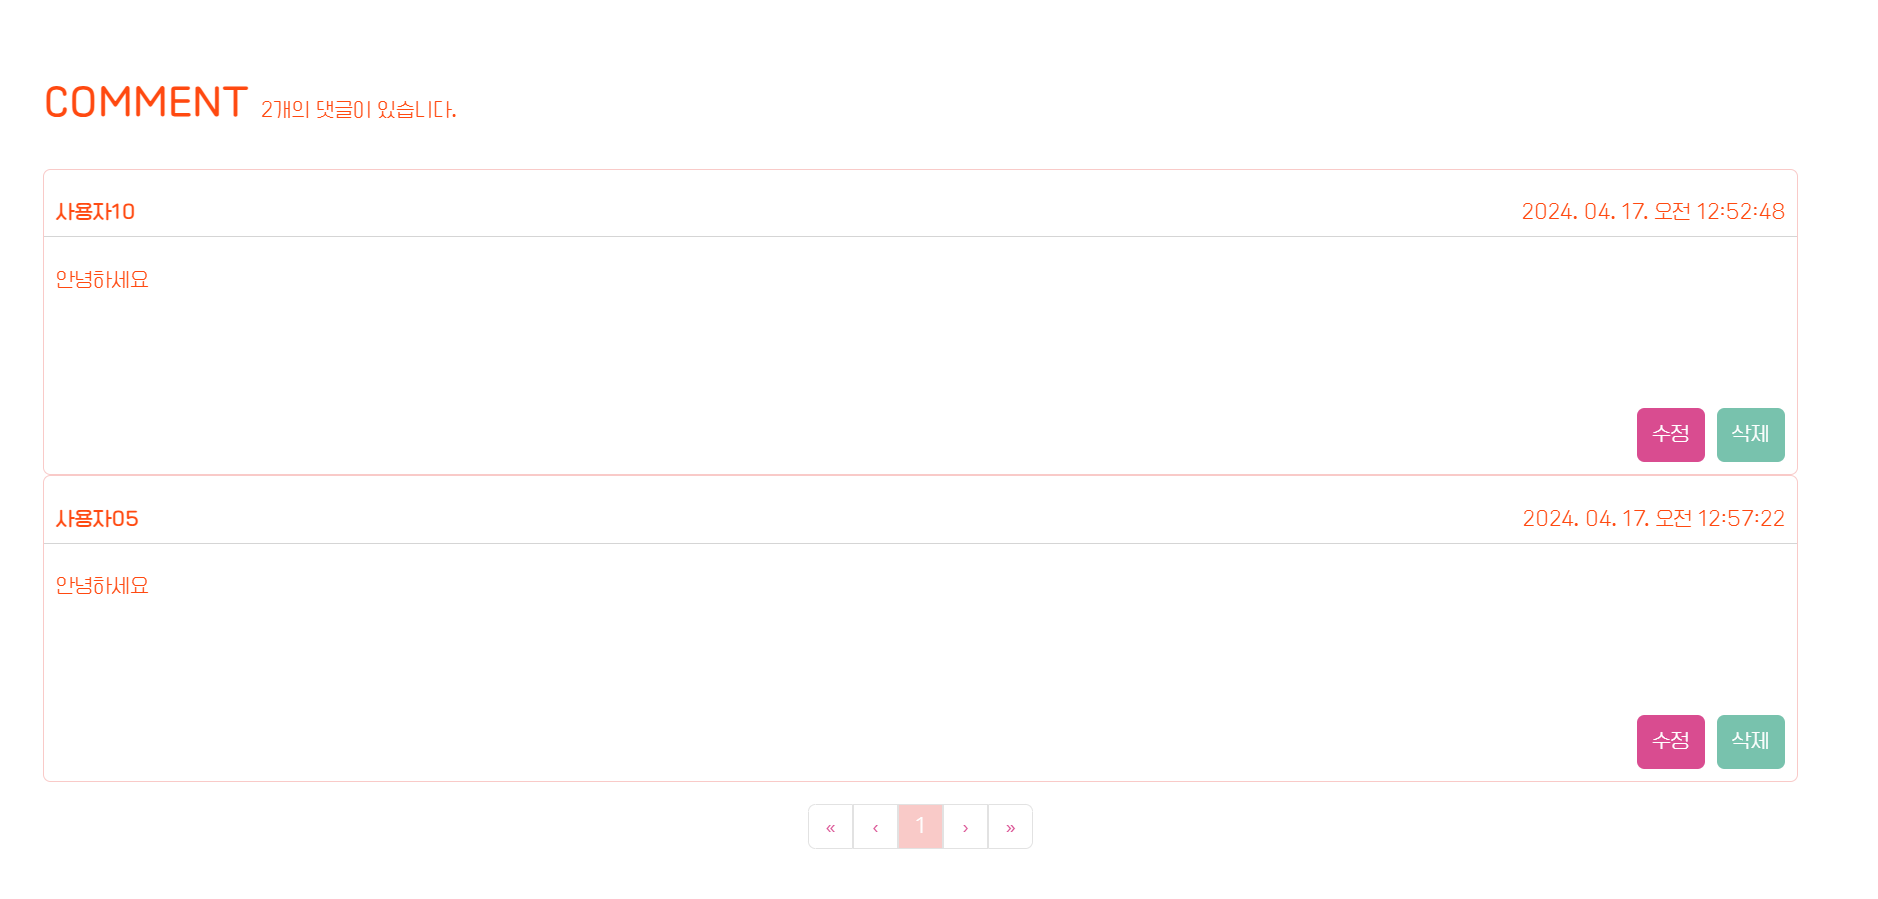 COMMENT 2개의 댓글이 있습니다.
사용자10 2024. 04. 17. 오전 12:52:48
안녕하세요
수정 삭제
사용자05 2024. 04. 17. 오전 12:57:22
안녕하세요
수정 삭제
« ‹ 1 › »